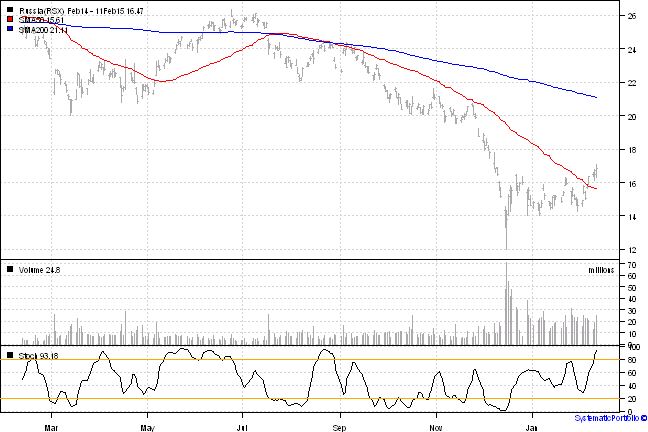 Russia(RSX) Feb14 - 11Feb15 16.47
SMA50 15.61
SMA200 21.11
26
24
22
20
18
16
14
12
Volume 24.8
millions
70
60
50
40
30
20
10
0
Stoch 93.18
100
80
60
40
20
0
Mar May Jul Sep Nov Jan
SystematicPortfolio ©